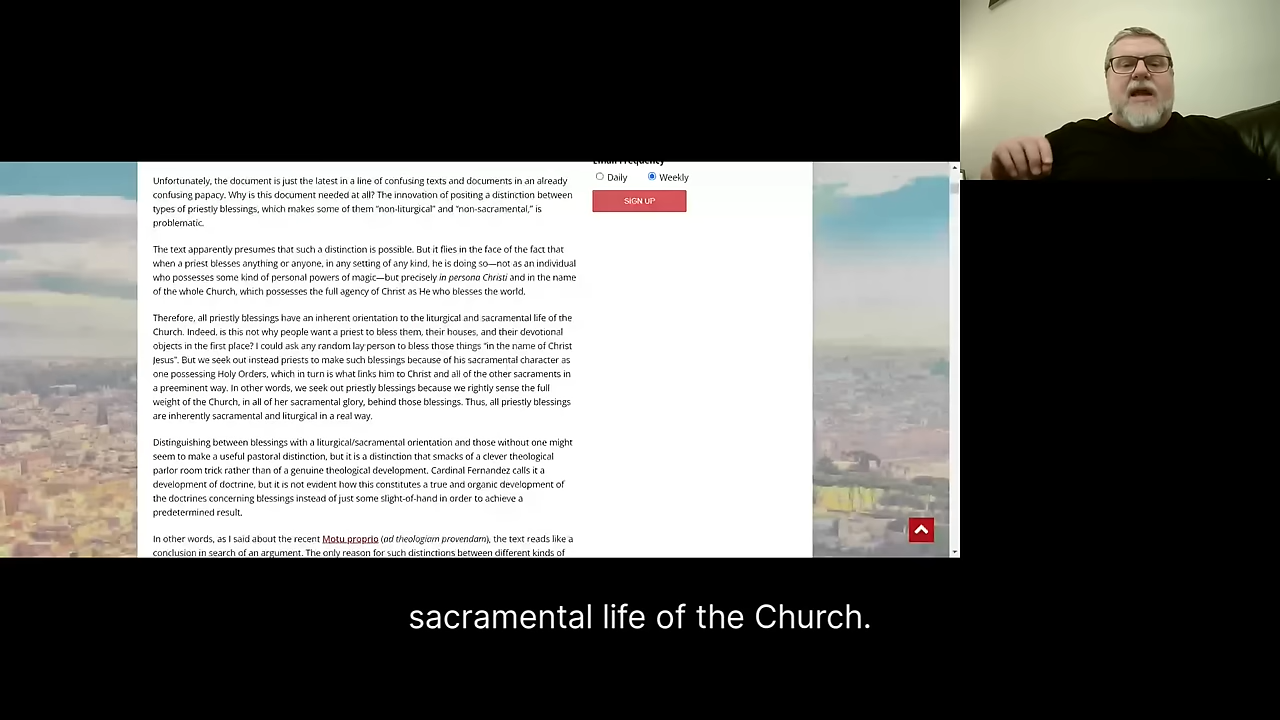 Email Frequency
Daily
Weekly
SIGN UP
Unfortunately, the document is just the latest in a line of confusing texts and documents in an already
confusing papacy. Why is this document needed at all? The innovation of positing a distinction between
types of priestly blessings, which makes some of them “non-liturgical” and “non-sacramental,” is
problematic.
The text apparently presumes that such a distinction is possible. But it flies in the face of the fact that
when a priest blesses anything or anyone, in any setting of any kind, he is doing so—not as an individual
who possesses some kind of personal powers of magic—but precisely in persona Christi and in the name
of the whole Church, which possesses the full agency of Christ as He who blesses the world.
Therefore, all priestly blessings have an inherent orientation to the liturgical and sacramental life of the
Church. Indeed, is this not why people want a priest to bless them, their houses, and their devotional
objects in the first place? I could ask any random lay person to bless those things “in the name of Christ
Jesus”. But we seek out instead priests to make such blessings because of his sacramental character as
one possessing Holy Orders, which in turn is what links him to Christ and all of the other sacraments in
a preeminent way. In other words, we seek out priestly blessings because we rightly sense the full
weight of the Church, in all of her sacramental glory, behind those blessings. Thus, all priestly blessings
are inherently sacramental and liturgical in a real way.
Distinguishing between blessings with a liturgical/sacramental orientation and those without one might
seem to make a useful pastoral distinction, but it is a distinction that smacks of a clever theological
parlor room trick rather than of a genuine theological development. Cardinal Fernandez calls it a
development of doctrine, but it is not evident how this constitutes a true and organic development of
the doctrines concerning blessings instead of just some slight-of-hand in order to achieve a
predetermined result.
In other words, as I said about the recent Motu proprio (ad theologiam provendam), the text reads like a
conclusion in search of an argument. The only reason for such distinctions between different kinds of
sacramental life of the Church.